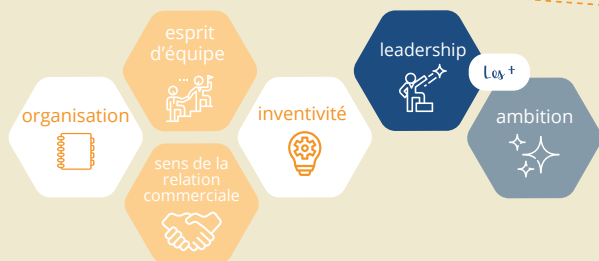 esprit
d'équipe
leadership
Les +
organisation
inventivité
ambition
sens de la
relation
commerciale